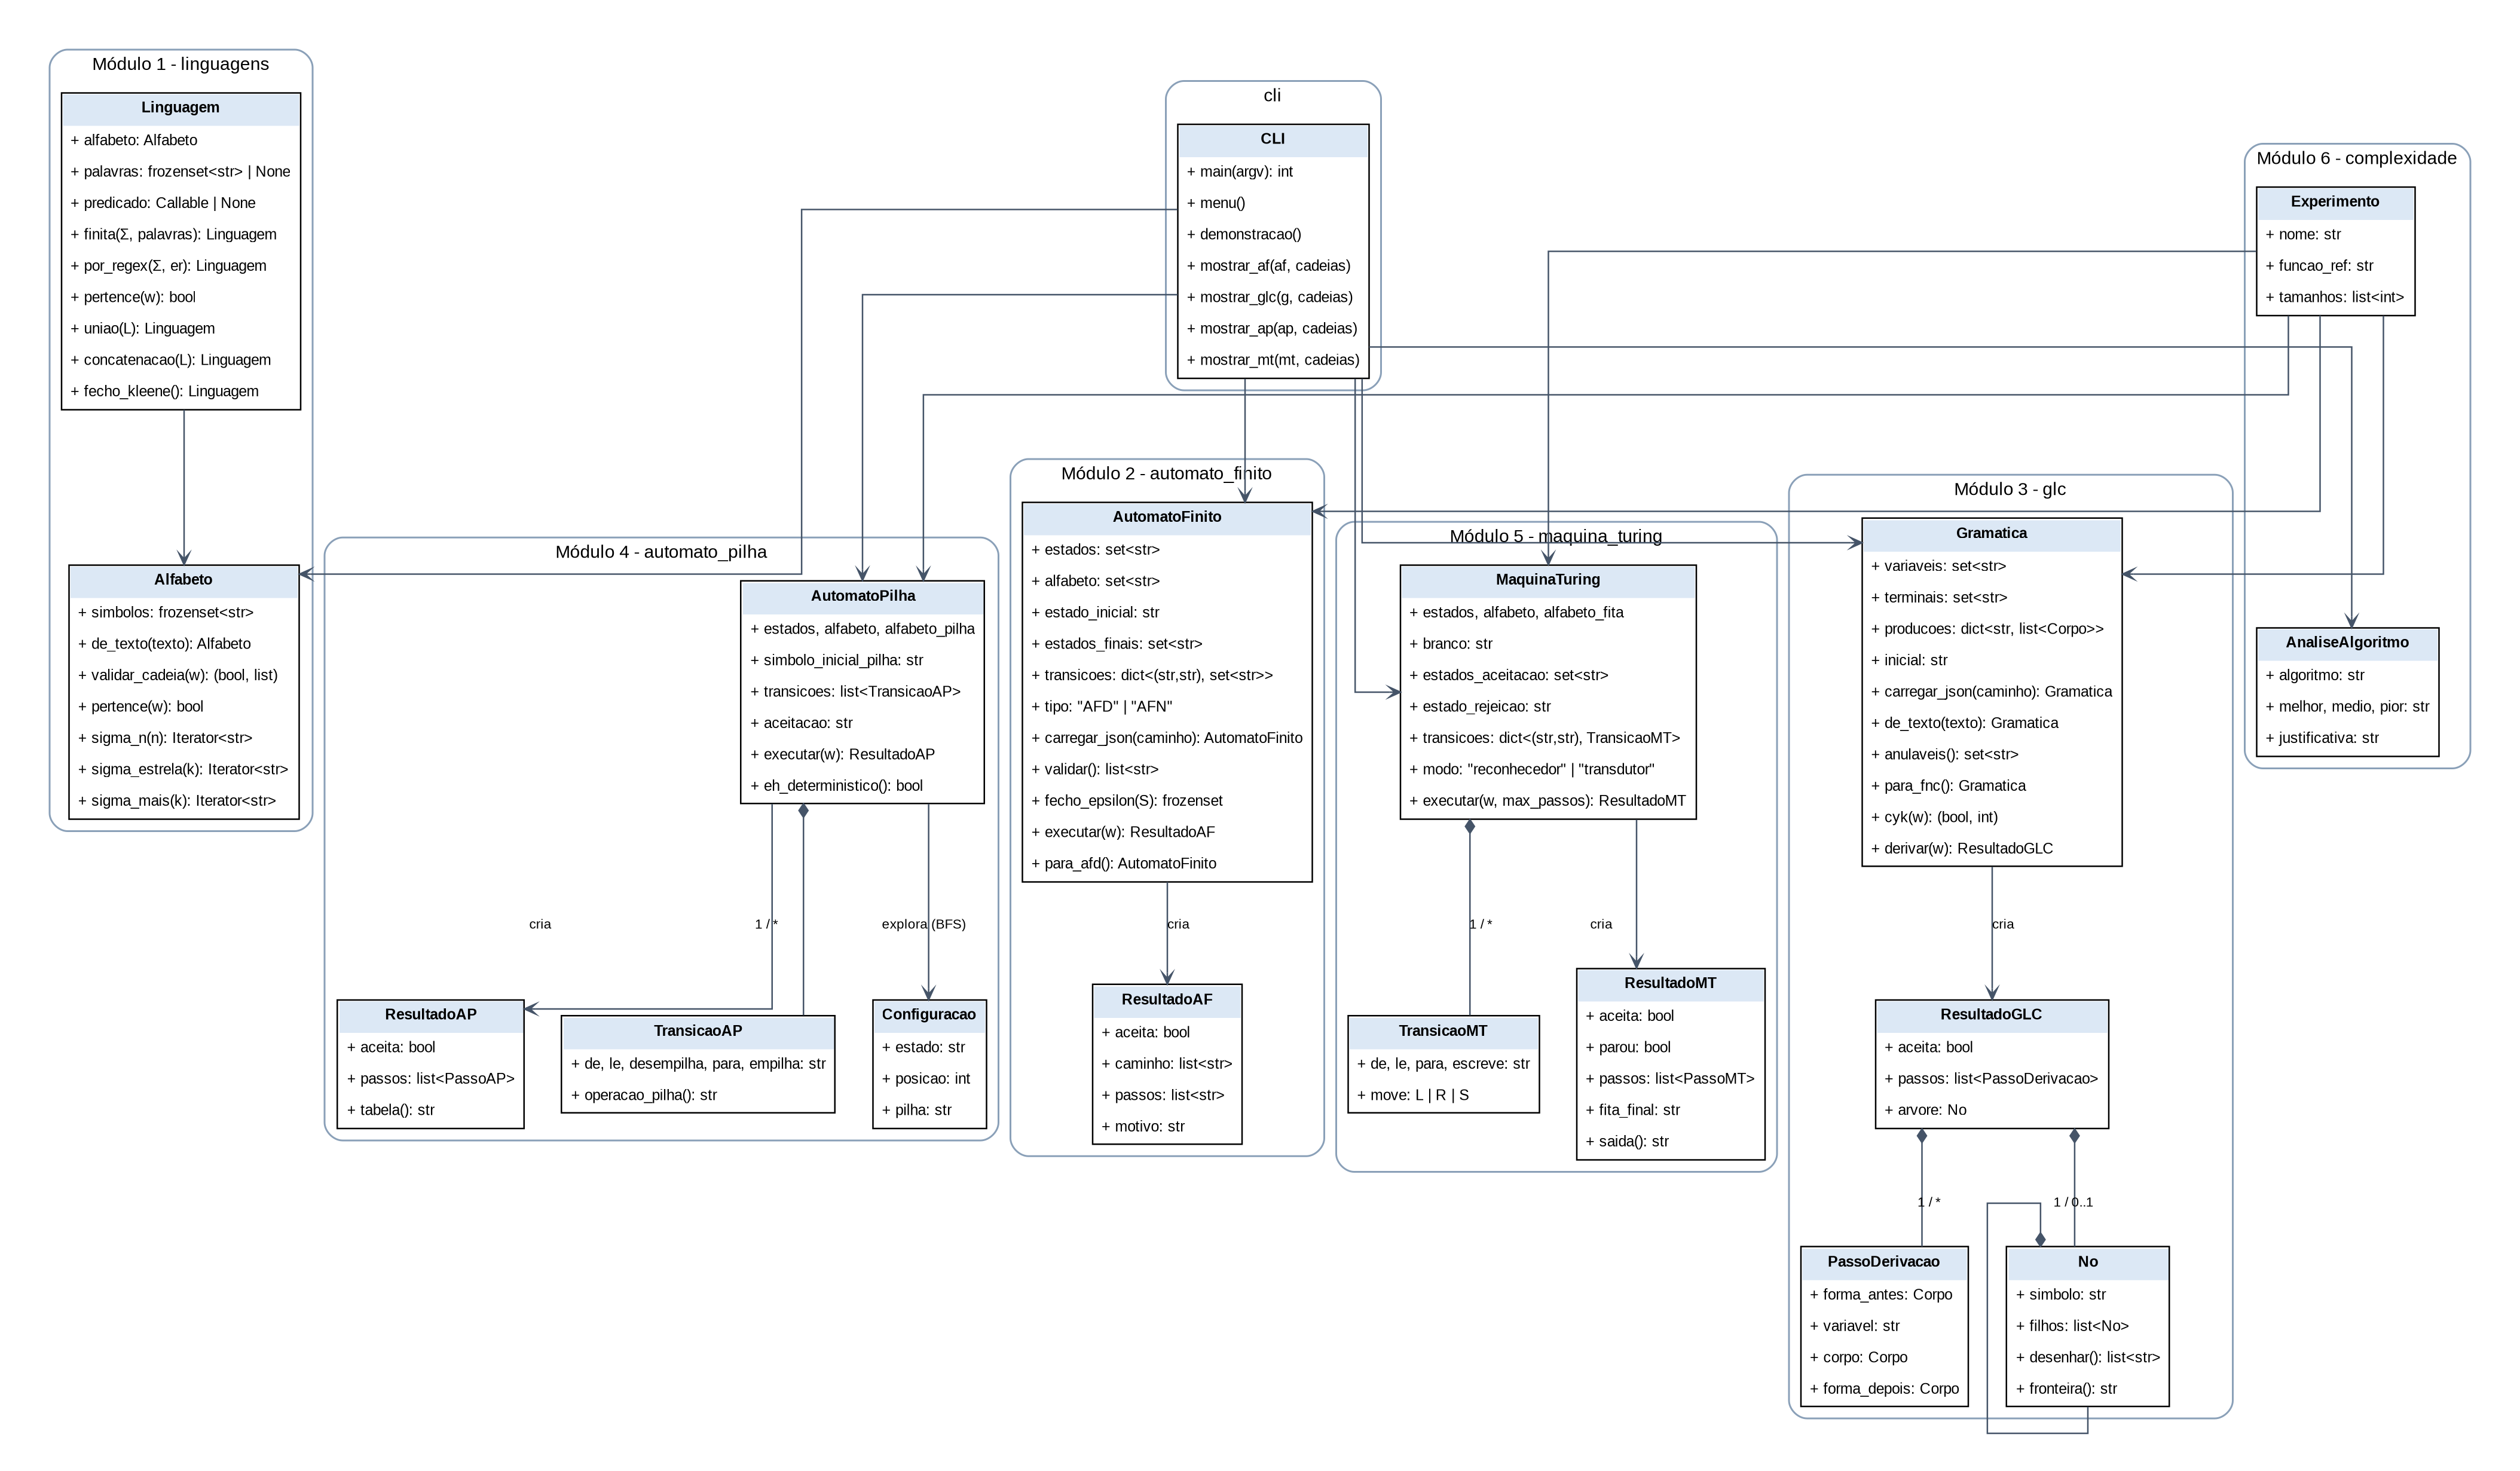 Módulo 1 - linguagens
Linguagem
+ alfabeto: Alfabeto
+ palavras: frozenset<str> | None
+ predicado: Callable | None
+ finita(Σ, palavras): Linguagem
+ por_regex(Σ, er): Linguagem
+ pertence(w): bool
+ uniao(L): Linguagem
+ concatenacao(L): Linguagem
+ fecho_kleene(): Linguagem
Alfabeto
+ simbolos: frozenset<str>
+ de_texto(texto): Alfabeto
+ validar_cadeia(w): (bool, list)
+ pertence(w): bool
+ sigma_n(n): Iterator<str>
+ sigma_estrela(k): Iterator<str>
+ sigma_mais(k): Iterator<str>
cli
CLI
+ main(argv): int
+ menu()
+ demonstracao()
+ mostrar_af(af, cadeias)
+ mostrar_glc(g, cadeias)
+ mostrar_ap(ap, cadeias)
+ mostrar_mt(mt, cadeias)
Módulo 6 - complexidade
Experimento
+ nome: str
+ funcao_ref: str
+ tamanhos: list<int>
AnaliseAlgoritmo
+ algoritmo: str
+ melhor, medio, pior: str
+ justificativa: str
Módulo 4 - automato_pilha
AutomatoPilha
+ estados, alfabeto, alfabeto_pilha
+ simbolo_inicial_pilha: str
+ transicoes: list<TransicaoAP>
+ aceitacao: str
+ executar(w): ResultadoAP
+ eh_deterministico(): bool
cria
1 / *
explora (BFS)
ResultadoAP
+ aceita: bool
+ passos: list<PassoAP>
+ tabela(): str
TransicaoAP
+ de, le, desempilha, para, empilha: str
+ operacao_pilha(): str
Configuracao
+ estado: str
+ posicao: int
+ pilha: str
Módulo 2 - automato_finito
AutomatoFinito
+ estados: set<str>
+ alfabeto: set<str>
+ estado_inicial: str
+ estados_finais: set<str>
+ transicoes: dict<(str,str), set<str>>
+ tipo: "AFD" | "AFN"
+ carregar_json(caminho): AutomatoFinito
+ validar(): list<str>
+ fecho_epsilon(S): frozenset
+ executar(w): ResultadoAF
+ para_afd(): AutomatoFinito
cria
ResultadoAF
+ aceita: bool
+ caminho: list<str>
+ passos: list<str>
+ motivo: str
Módulo 5 - maquina_turing
MaquinaTuring
+ estados, alfabeto, alfabeto_fita
+ branco: str
+ estados_aceitacao: set<str>
+ estado_rejeicao: str
+ transicoes: dict<(str,str), TransicaoMT>
+ modo: "reconhecedor" | "transdutor"
+ executar(w, max_passos): ResultadoMT
1 / *
cria
TransicaoMT
+ de, le, para, escreve: str
+ move: L | R | S
ResultadoMT
+ aceita: bool
+ parou: bool
+ passos: list<PassoMT>
+ fita_final: str
+ saida(): str
Módulo 3 - glc
Gramatica
+ variaveis: set<str>
+ terminais: set<str>
+ producoes: dict<str, list<Corpo>>
+ inicial: str
+ carregar_json(caminho): Gramatica
+ de_texto(texto): Gramatica
+ anulaveis(): set<str>
+ para_fnc(): Gramatica
+ cyk(w): (bool, int)
+ derivar(w): ResultadoGLC
cria
ResultadoGLC
+ aceita: bool
+ passos: list<PassoDerivacao>
+ arvore: No
1 / *
1 / 0..1
PassoDerivacao
+ forma_antes: Corpo
+ variavel: str
+ corpo: Corpo
+ forma_depois: Corpo
No
+ simbolo: str
+ filhos: list<No>
+ desenhar(): list<str>
+ fronteira(): str